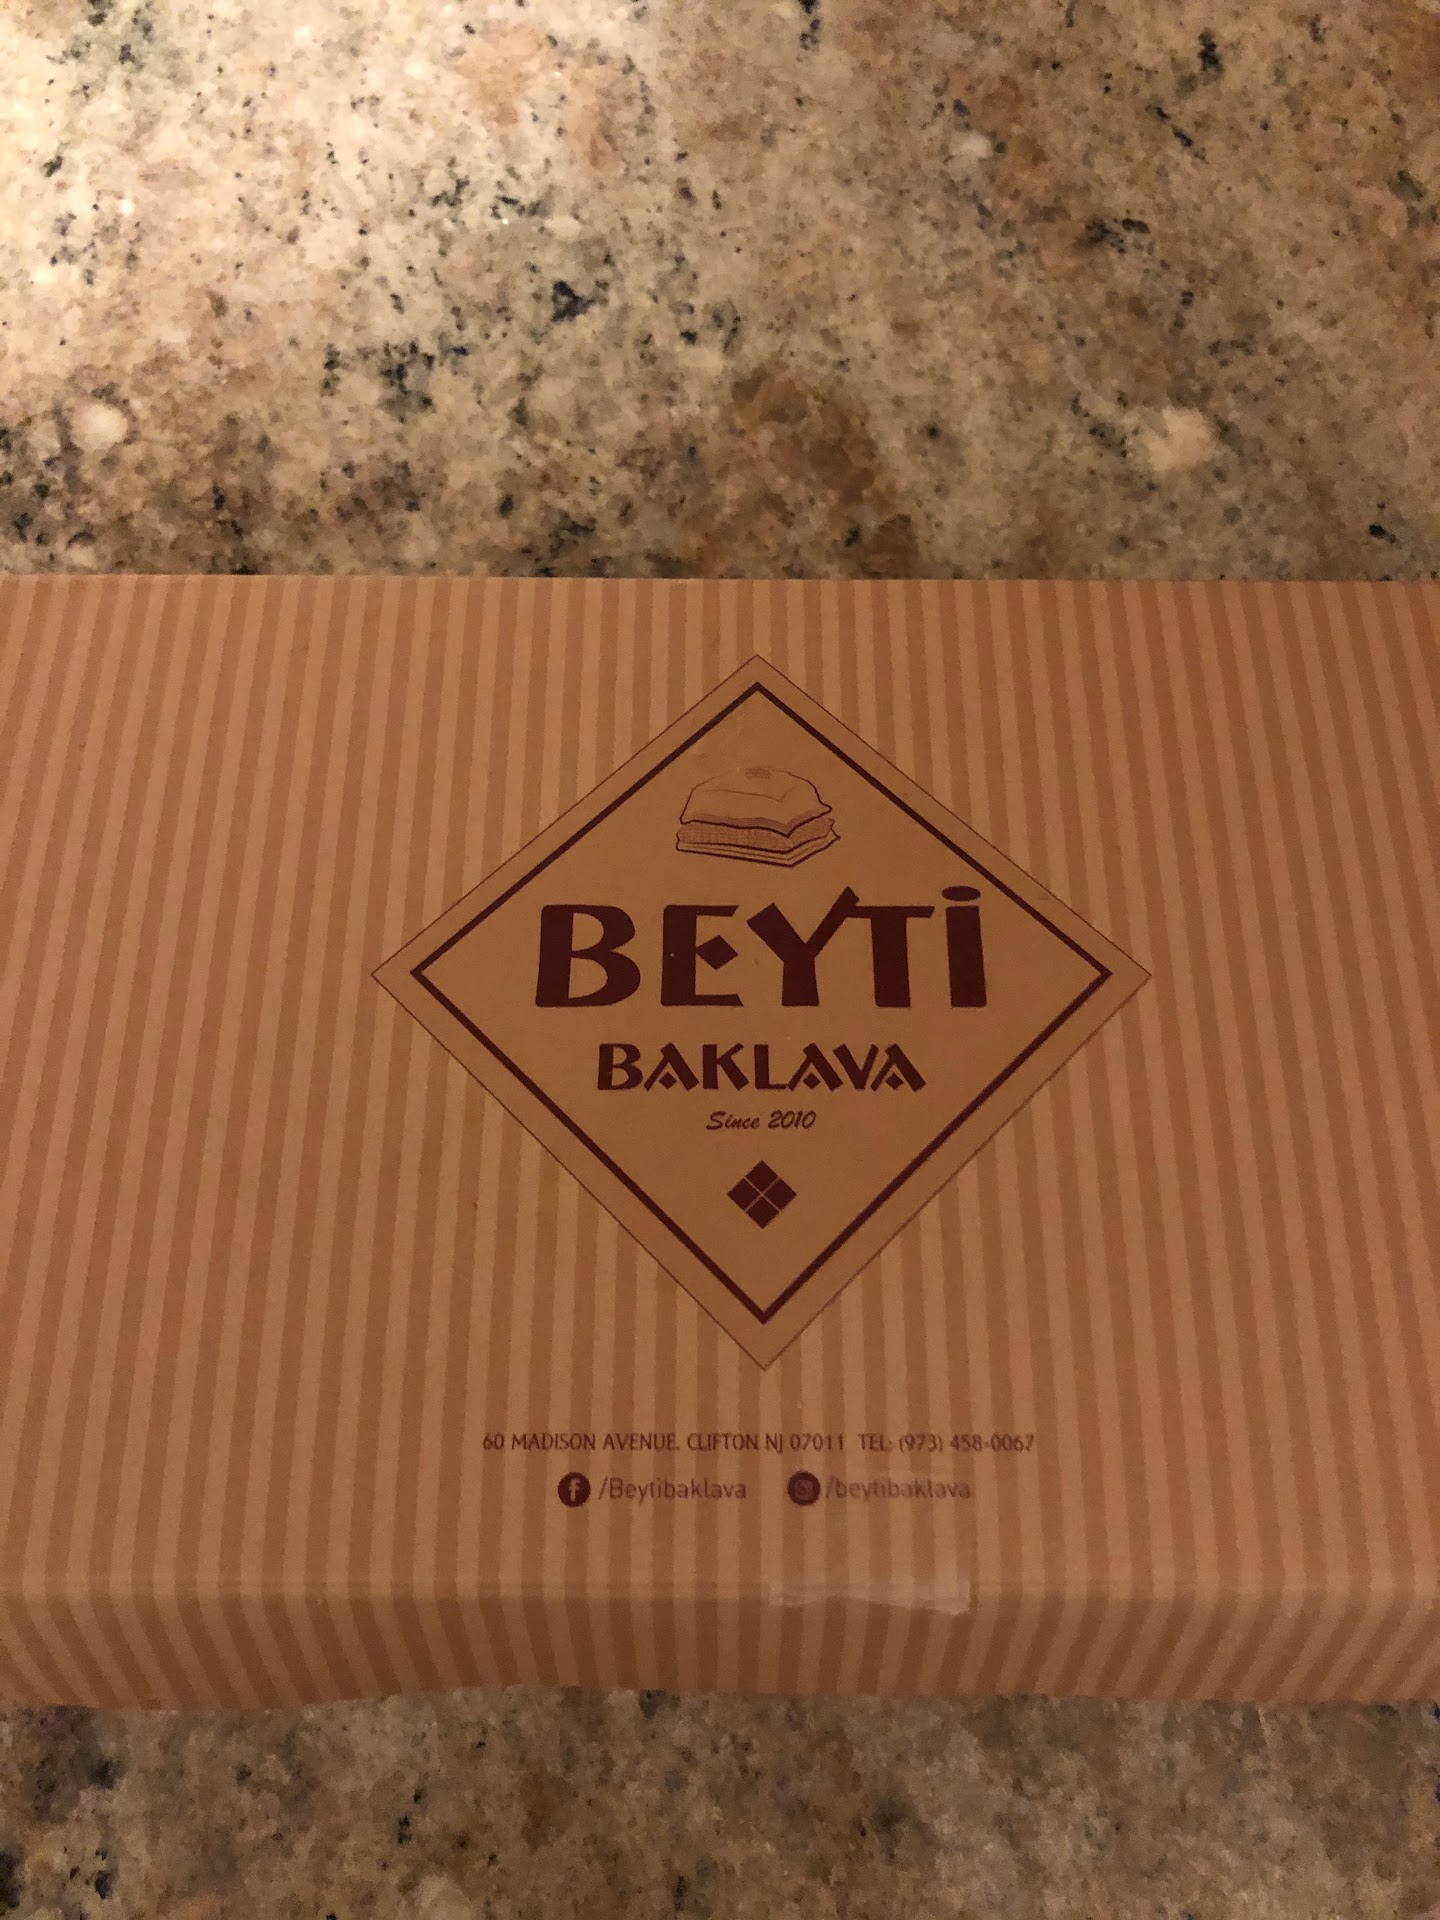 BEYTİ
BAKLAVA
Since 2010
60 MADISON AVENUE. CLIFTON NJ 07011 TEL: (973) 458-0067
/Beytibaklava /beytibaklava